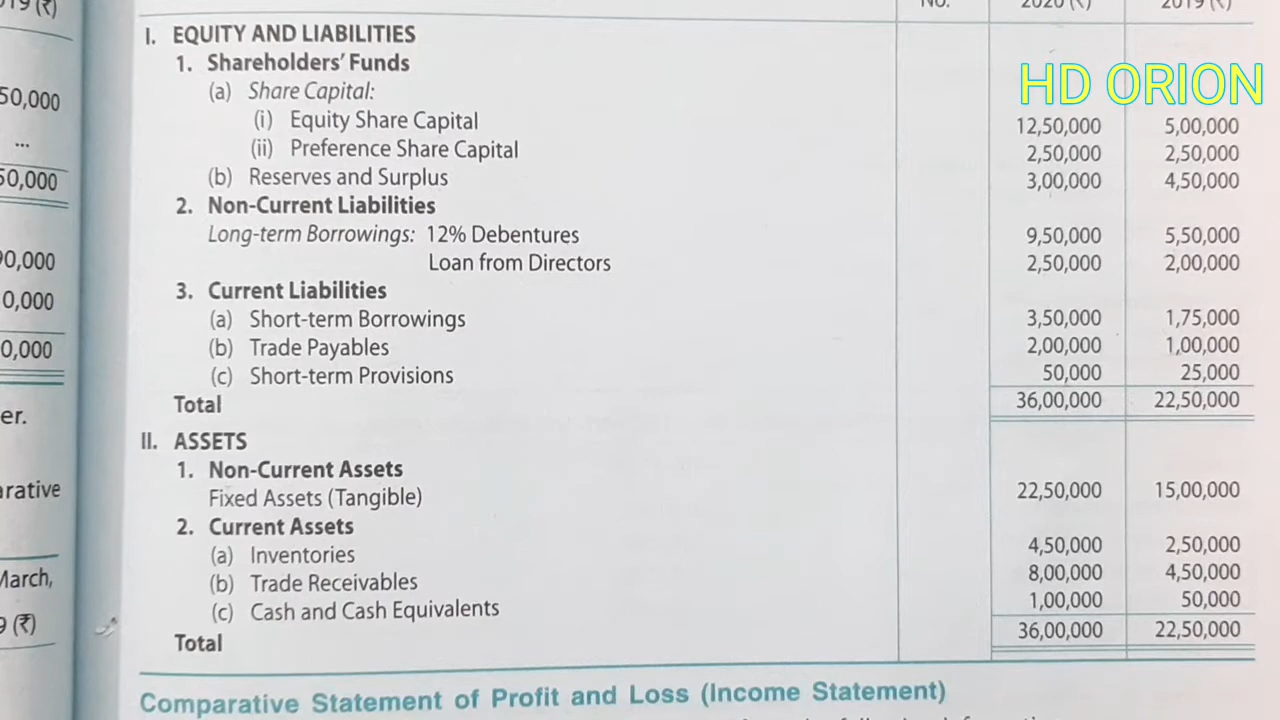 19 (₹)
No.
2020 (₹)
2019 (₹)
I. EQUITY AND LIABILITIES
HD ORION
1. Shareholders' Funds
(a) Share Capital:
50,000
(i) Equity Share Capital 12,50,000 5,00,000
...
(ii) Preference Share Capital 2,50,000 2,50,000
50,000
(b) Reserves and Surplus 3,00,000 4,50,000
2. Non-Current Liabilities
Long-term Borrowings: 12% Debentures 9,50,000 5,50,000
00,000
Loan from Directors 2,50,000 2,00,000
3. Current Liabilities
0,000
(a) Short-term Borrowings 3,50,000 1,75,000
0,000
(b) Trade Payables 2,00,000 1,00,000
(c) Short-term Provisions 50,000 25,000
er.
Total 36,00,000 22,50,000
II. ASSETS
1. Non-Current Assets
arative
Fixed Assets (Tangible) 22,50,000 15,00,000
2. Current Assets
(a) Inventories 4,50,000 2,50,000
March,
(b) Trade Receivables 8,00,000 4,50,000
(c) Cash and Cash Equivalents 1,00,000 50,000
9 (₹)
Total 36,00,000 22,50,000
Comparative Statement of Profit and Loss (Income Statement)